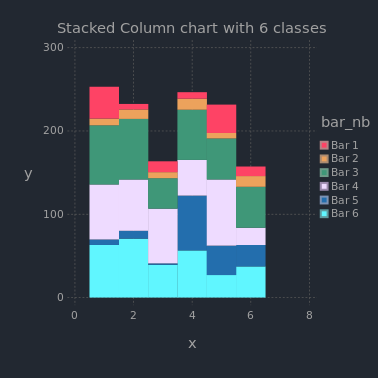 Stacked Column chart with 6 classes
300
200
100
0
y
0 2 4 6 8
x
bar_nb
Bar 1
Bar 2
Bar 3
Bar 4
Bar 5
Bar 6